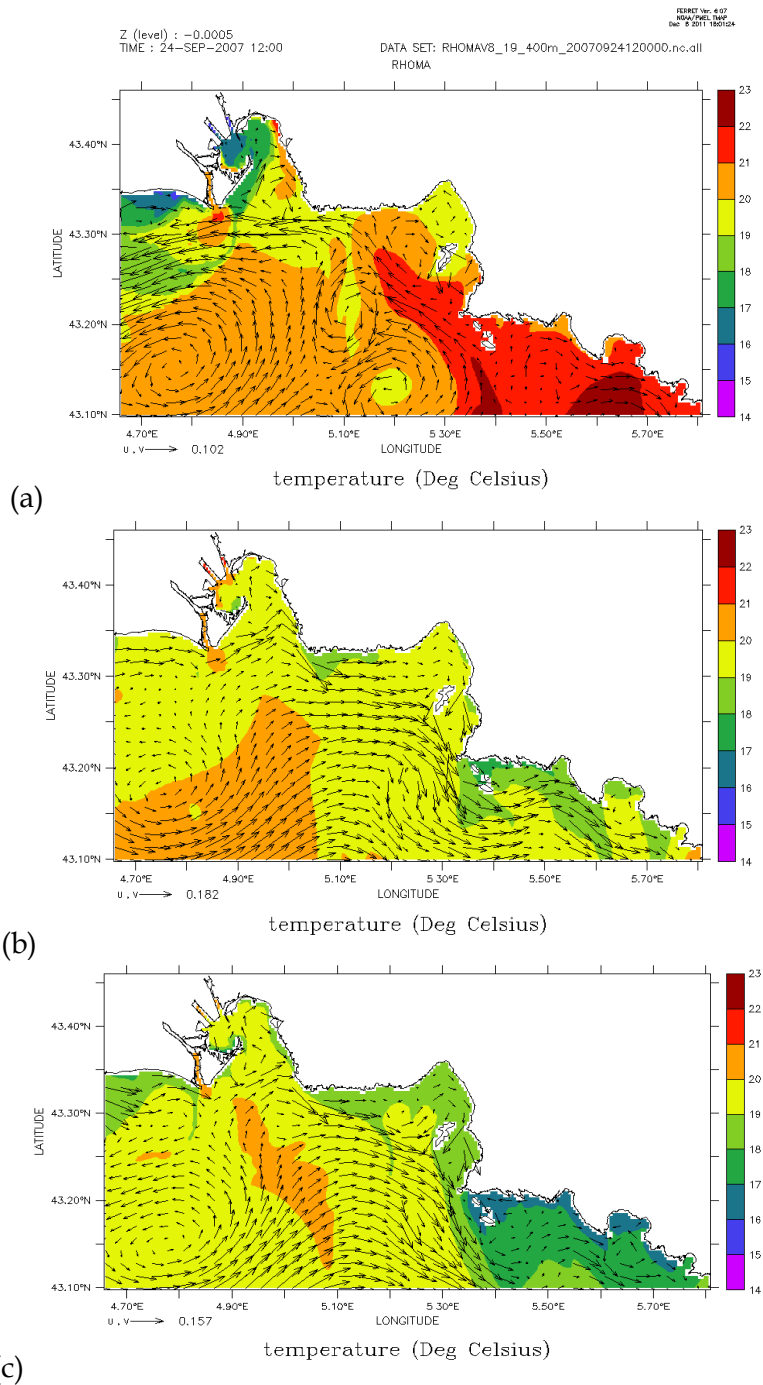 FERRET Ver. 6.07
NOAA/PMEL TMAP
Dec 8 2011 18:01:24
Z (level) : -0.0005
TIME : 24-SEP-2007 12:00 DATA SET: RHOMAV8_19_400m_20070924120000.nc.all
RHOMA
23
22
21
20
19
18
17
16
15
14
43.40°N
43.30°N
43.20°N
43.10°N
LATITUDE
4.70°E 4.90°E 5.10°E 5.30°E 5.50°E 5.70°E
u,v 0.102 LONGITUDE
temperature (Deg Celsius)
(a)
23
22
21
20
19
18
17
16
15
14
43.40°N
43.30°N
43.20°N
43.10°N
LATITUDE
4.70°E 4.90°E 5.10°E 5.30°E 5.50°E 5.70°E
u,v 0.182 LONGITUDE
temperature (Deg Celsius)
(b)
23
22
21
20
19
18
17
16
15
14
43.40°N
43.30°N
43.20°N
43.10°N
LATITUDE
4.70°E 4.90°E 5.10°E 5.30°E 5.50°E 5.70°E
u,v 0.157 LONGITUDE
temperature (Deg Celsius)
c)